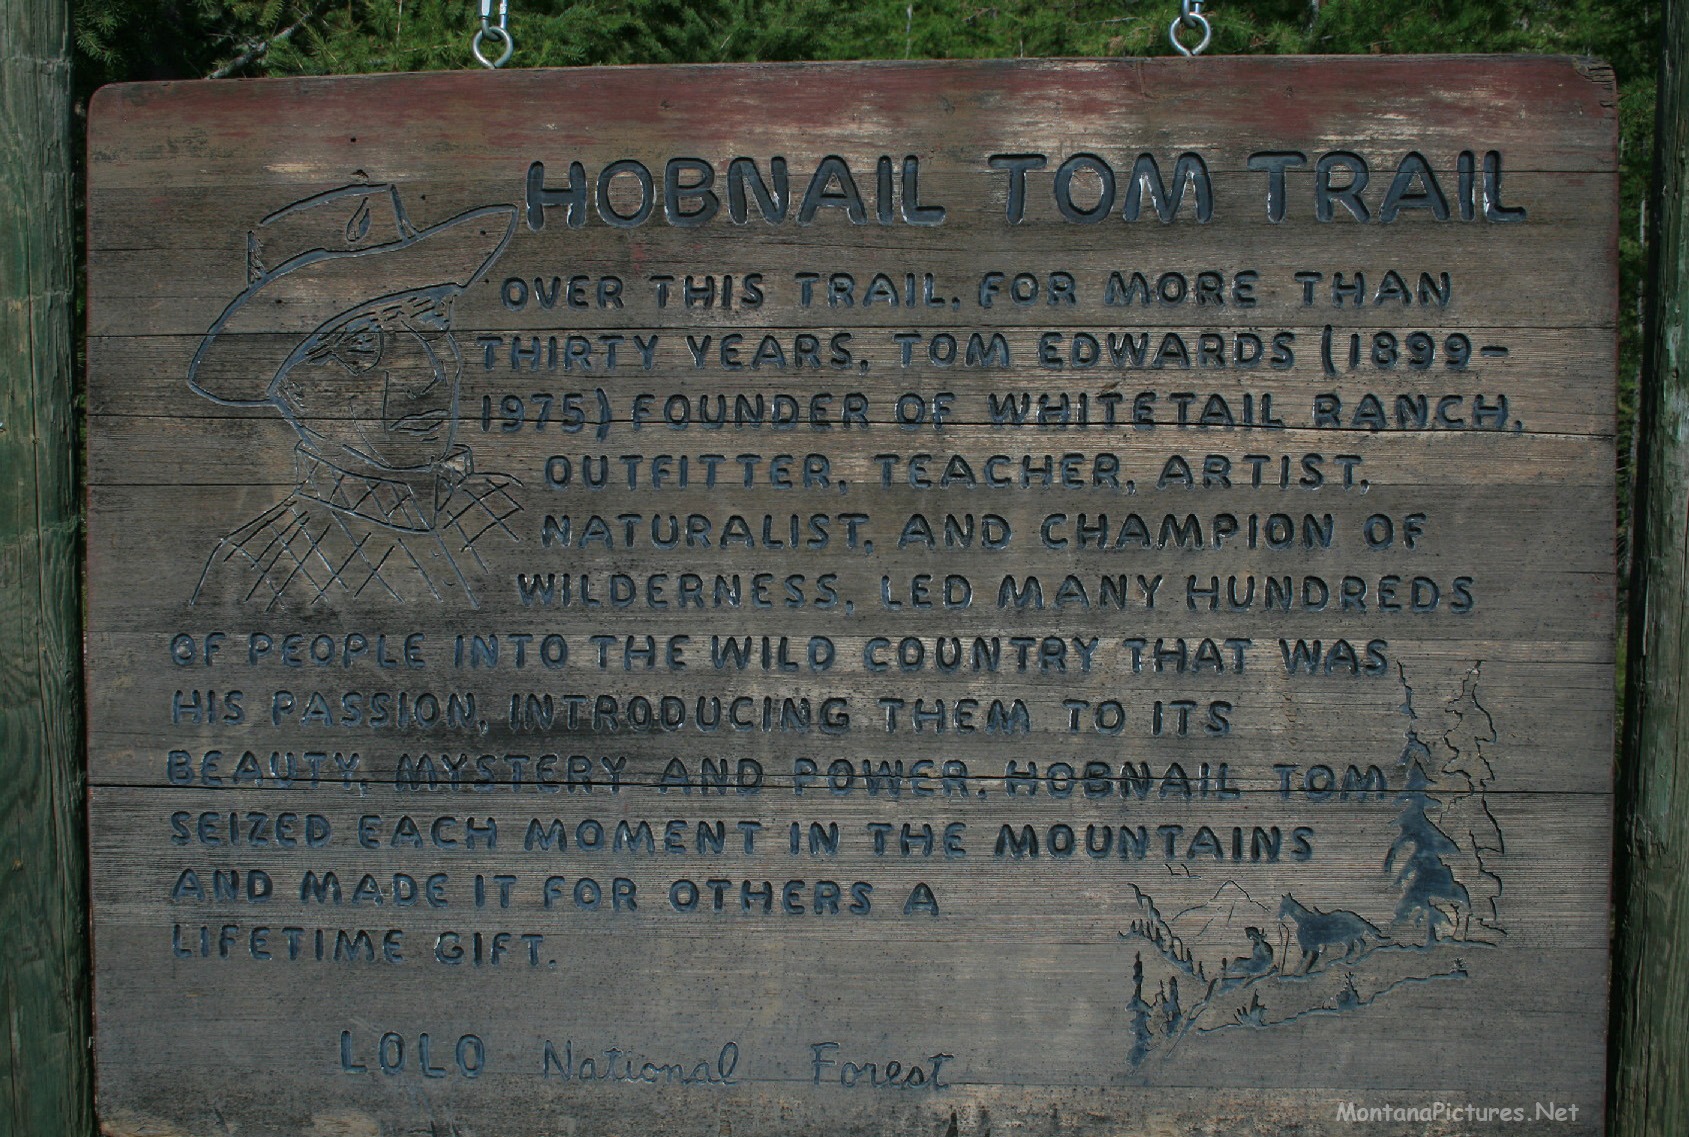 HOBNAIL TOM TRAIL
OVER THIS TRAIL, FOR MORE THAN
THIRTY YEARS, TOM EDWARDS (1899-
1975) FOUNDER OF WHITETAIL RANCH,
OUTFITTER, TEACHER, ARTIST,
NATURALIST, AND CHAMPION OF
WILDERNESS, LED MANY HUNDREDS
OF PEOPLE INTO THE WILD COUNTRY THAT WAS
HIS PASSION, INTRODUCING THEM TO ITS
BEAUTY, MYSTERY AND POWER. HOBNAIL TOM
SEIZED EACH MOMENT IN THE MOUNTAINS
AND MADE IT FOR OTHERS A
LIFETIME GIFT.
LOLO National Forest
MontanaPictures.Net